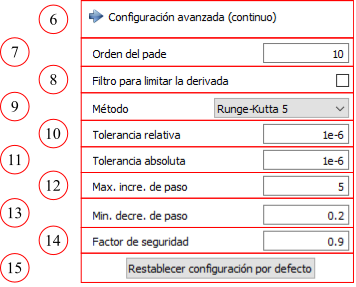 6 Configuración avanzada (continuo)
7 Orden del pade 10
8 Filtro para limitar la derivada
9 Método Runge-Kutta 5
10 Tolerancia relativa 1e-6
11 Tolerancia absoluta 1e-6
12 Max. incre. de paso 5
13 Min. decre. de paso 0.2
14 Factor de seguridad 0.9
15 Restablecer configuración por defecto